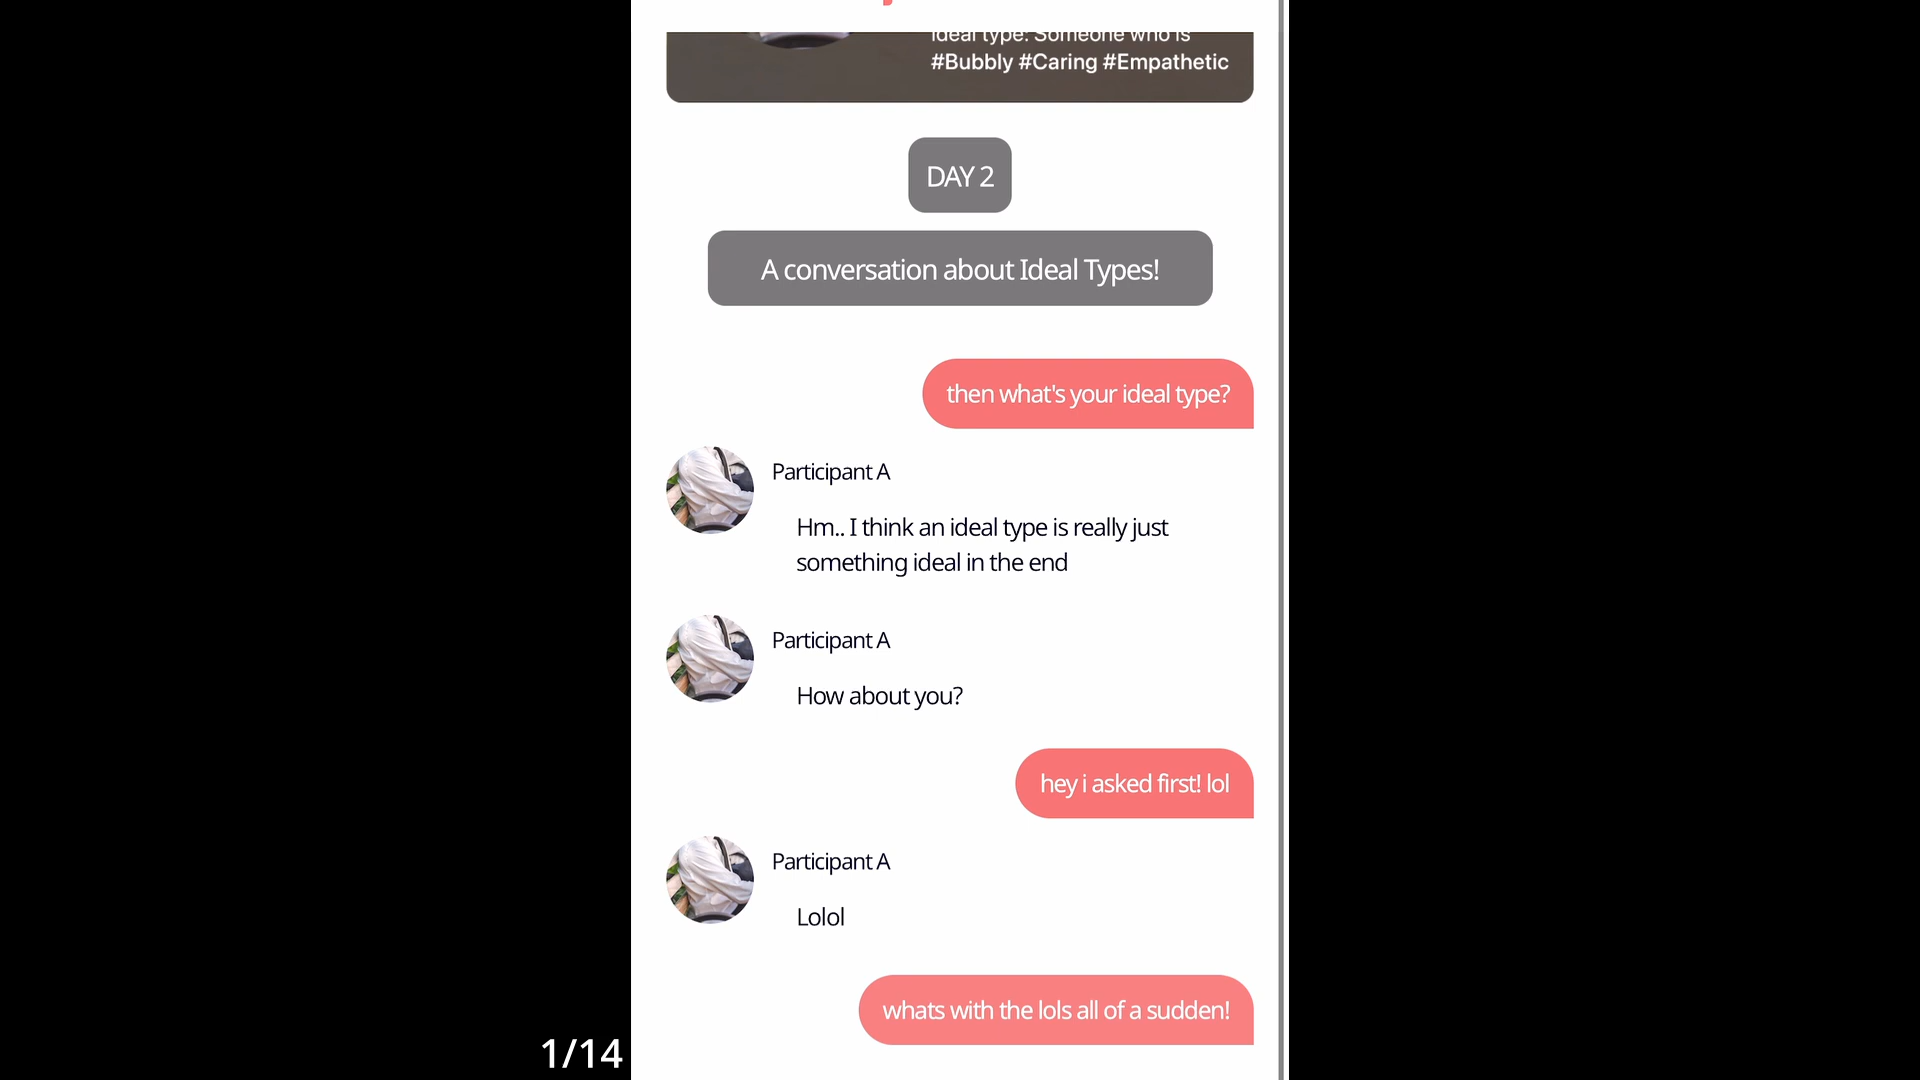 Ideal type: Someone who is
#Bubbly #Caring #Empathetic
DAY 2
A conversation about Ideal Types!
then what's your ideal type?
Participant A
Hm.. I think an ideal type is really just
something ideal in the end
Participant A
How about you?
hey i asked first! lol
Participant A
Lolol
whats with the lols all of a sudden!
1/14